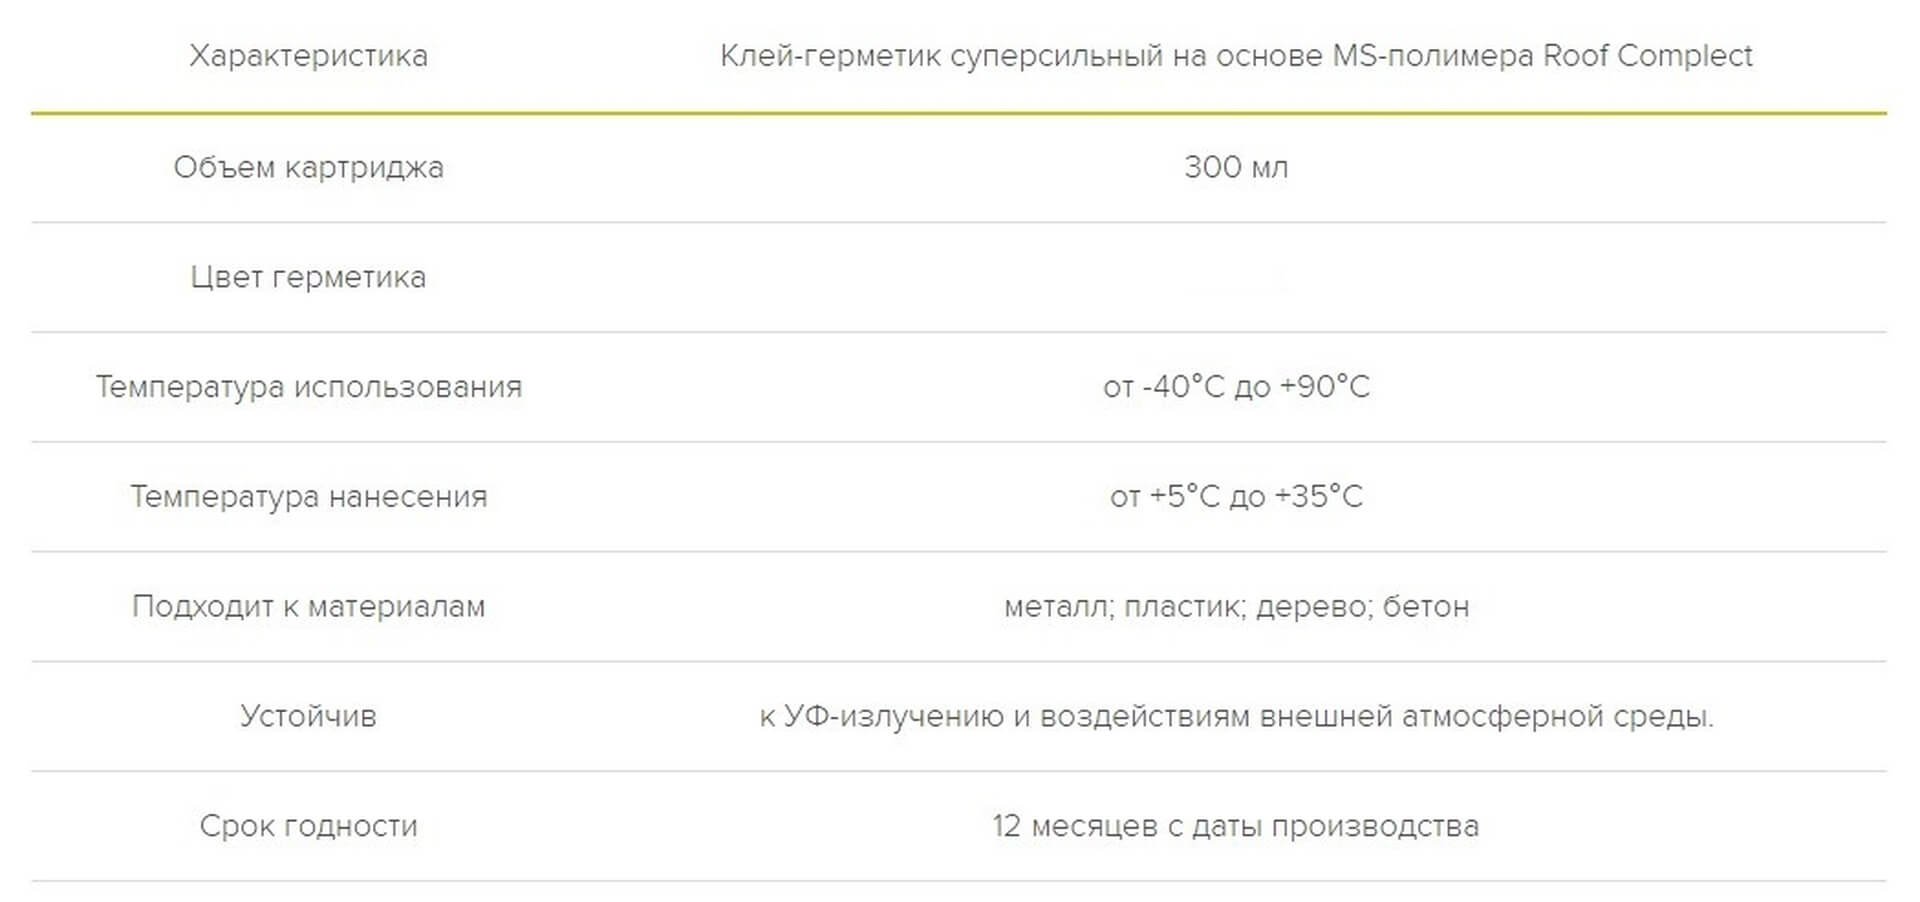 Характеристика Клей-герметик суперсильный на основе MS-полимера Roof Complect
Объем картриджа 300 мл
Цвет герметика
Температура использования от -40°C до +90°C
Температура нанесения от +5°C до +35°C
Подходит к материалам металл; пластик; дерево; бетон
Устойчив к УФ-излучению и воздействиям внешней атмосферной среды.
Срок годности 12 месяцев с даты производства